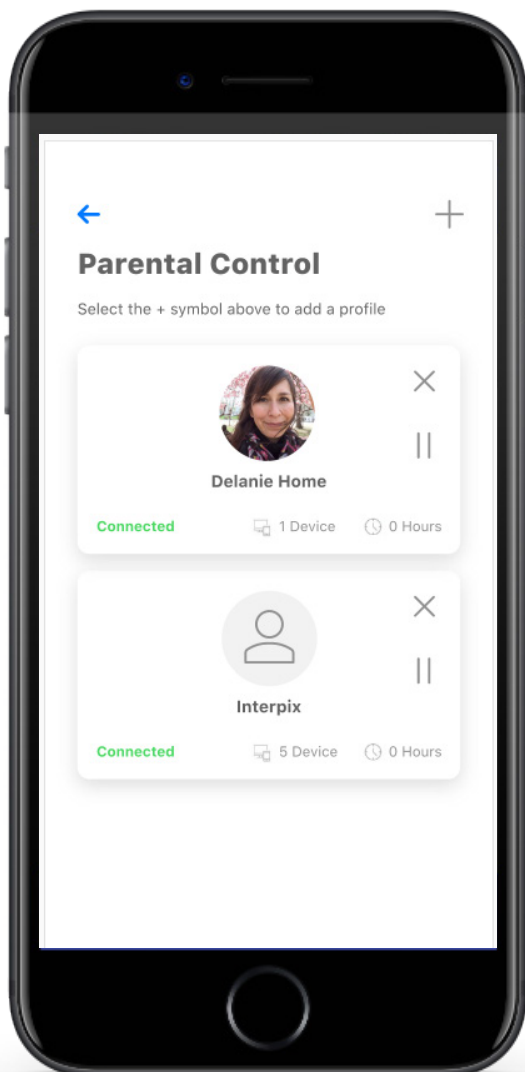 Parental Control
Select the + symbol above to add a profile
Delanie Home
Connected 1 Device 0 Hours
Interpix
Connected 5 Device 0 Hours